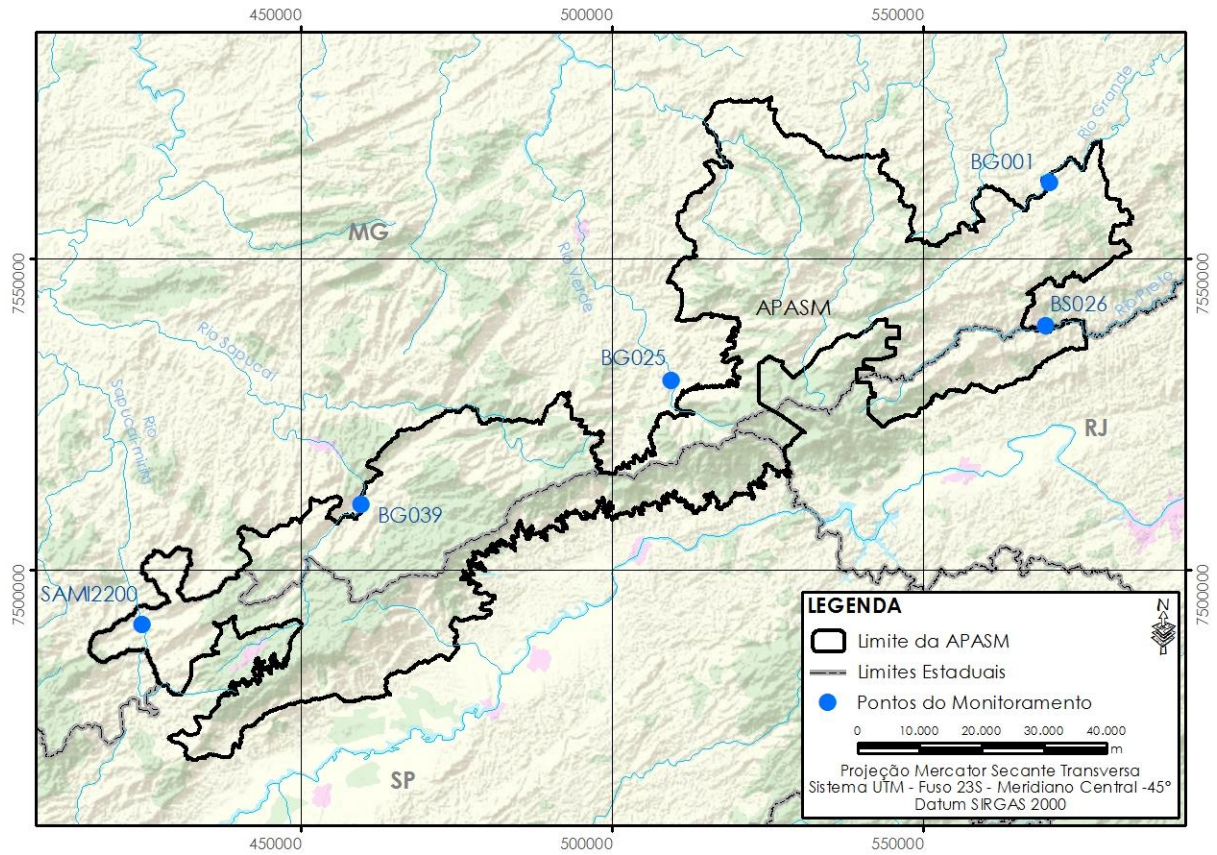 450000
500000
550000
Rio Grande
BG001
MG
Rio Verde
7550000
7550000
APASM
BS026
Rio Preto
Rio Sapucaí
BG025
Rio
Sapucaí-mirim
RJ
BG039
7500000
7500000
SAMI2200
LEGENDA
N
Limite da APASM
Limites Estaduais
Pontos do Monitoramento
0 10.000 20.000 30.000 40.000
m
Projeção Mercator Secante Transversa
Sistema UTM - Fuso 23S - Meridiano Central -45°
Datum SIRGAS 2000
SP
450000
500000
550000